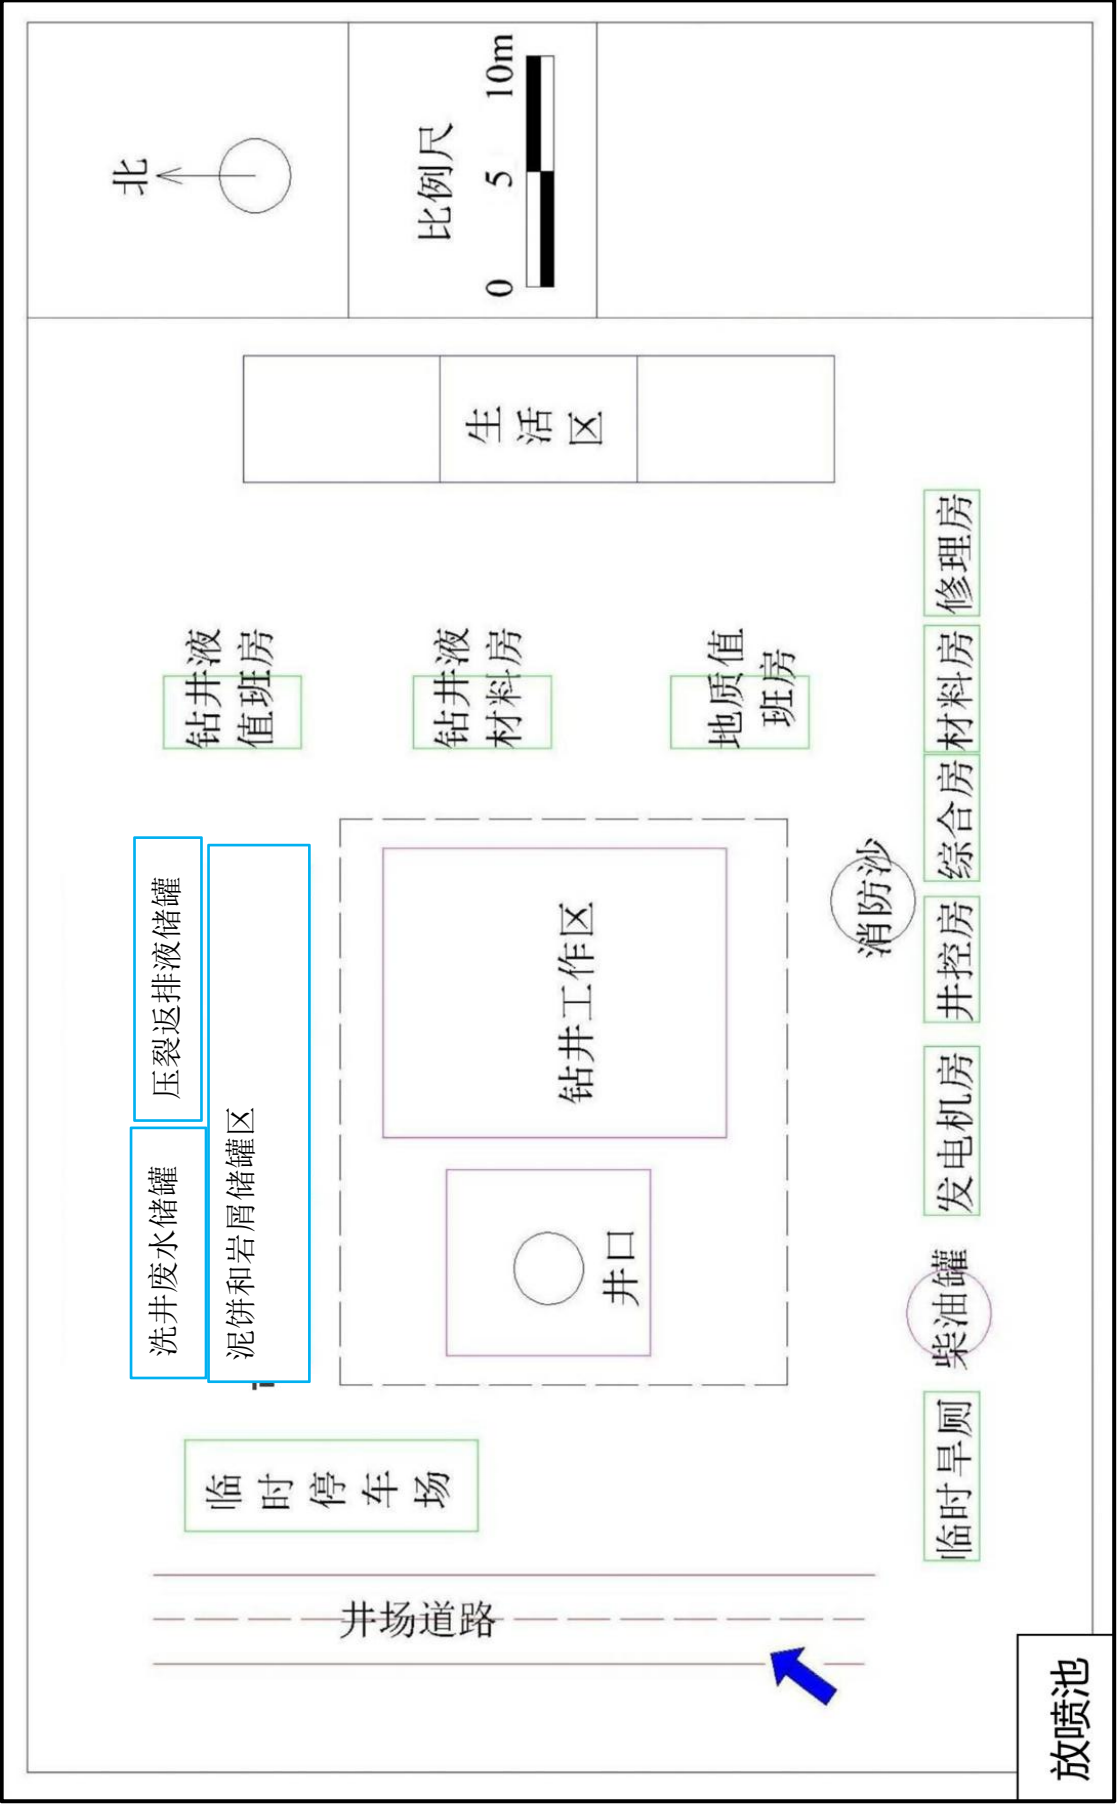 北
比例尺
0 5 10m
生活区
钻井液
值班房
钻井液
材料房
地质值
班房
压裂返排液储罐
洗井废水储罐
泥饼和岩屑储罐区
钻井工作区
井口
临时停车场
井场道路
消防沙
修理房
材料房
综合房
井控房
发电机房
柴油罐
临时旱厕
放喷池